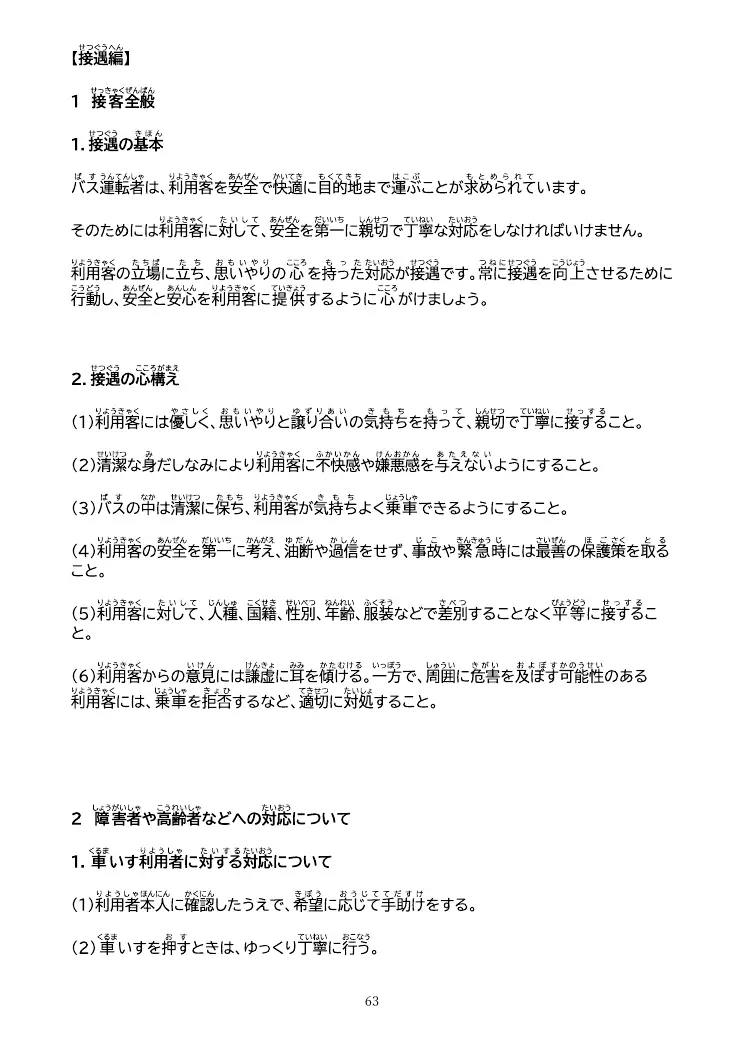 【接遇編】
1 接客全般
1.接遇の基本
バス運転者は、利用客を安全で快適に目的地まで運ぶことが求められています。
そのためには利用客に対して、安全を第一に親切で丁寧な対応をしなければいけません。
利用客の立場に立ち、思いやりの心を持った対応が接遇です。常に接遇を向上させるために
行動し、安全と安心を利用客に提供するように心がけましょう。
2.接遇の心構え
(1)利用客には優しく、思いやりと譲り合いの気持ちを持って、親切で丁寧に接すること。
(2)清潔な身だしなみにより利用客に不快感や嫌悪感を与えないようにすること。
(3)バスの中は清潔に保ち、利用客が気持ちよく乗車できるようにすること。
(4)利用客の安全を第一に考え、油断や過信をせず、事故や緊急時には最善の保護策を取る
こと。
(5)利用客に対して、人種、国籍、性別、年齢、服装などで差別することなく平等に接するこ
と。
(6)利用客からの意見には謙虚に耳を傾ける。一方で、周囲に危害を及ぼす可能性のある
利用客には、乗車を拒否するなど、適切に対処すること。
2 障害者や高齢者などへの対応について
1.車いす利用者に対する対応について
(1)利用者本人に確認したうえで、希望に応じて手助けをする。
(2)車いすを押すときは、ゆっくり丁寧に行う。
63